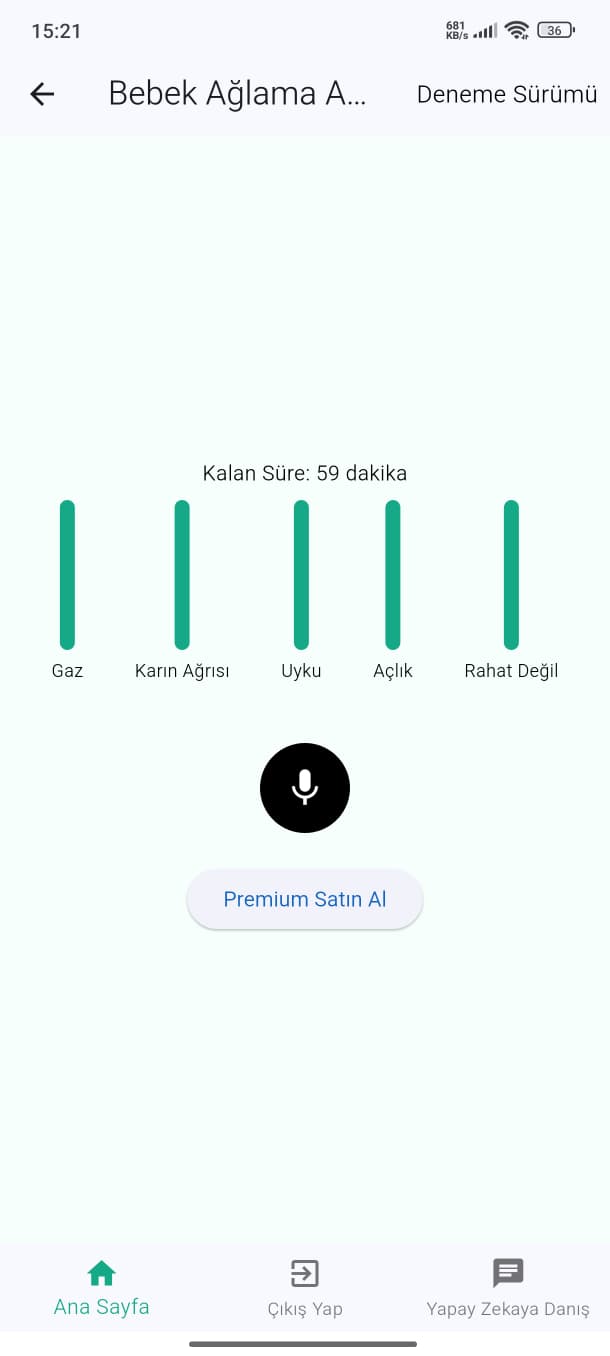 15:21
681
KB/s
36
Bebek Ağlama A...
Deneme Sürümü
Kalan Süre: 59 dakika
Gaz
Karın Ağrısı
Uyku
Açlık
Rahat Değil
Premium Satın Al
Ana Sayfa
Çıkış Yap
Yapay Zekaya Danış